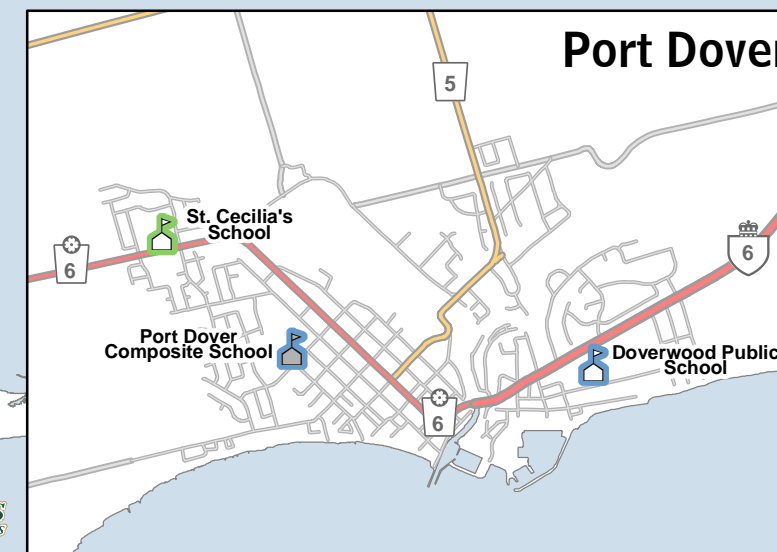 Port Dover
5
St. Cecilia's
School
6
6
Port Dover
Composite School
Doverwood Public
School
6